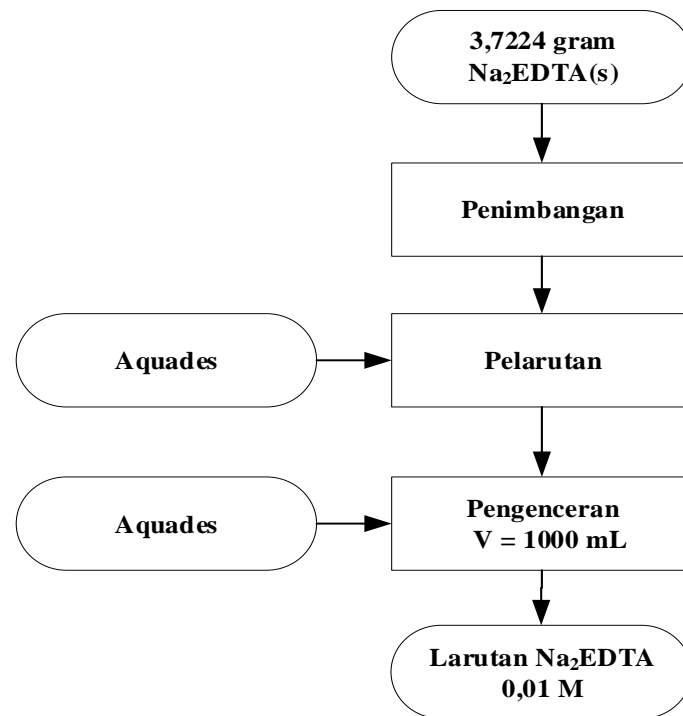 3,7224 gram
Na₂EDTA(s)
Penimbangan
Aquades
Pelarutan
Aquades
Pengenceran
V = 1000 mL
Larutan Na₂EDTA
0,01 M